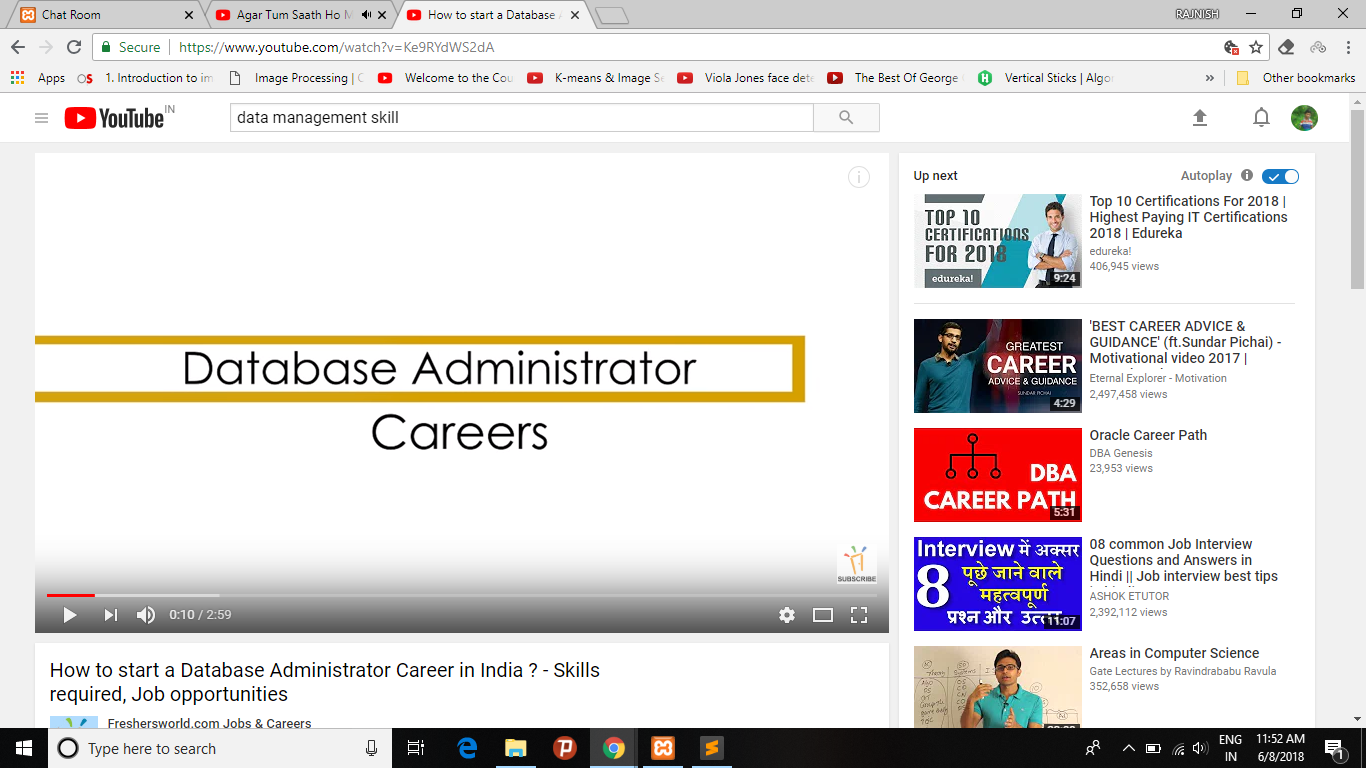 Chat Room
Agar Tum Saath Ho M
How to start a Database A
RAJNISH
Secure
https://www.youtube.com/watch?v=Ke9RYdWS2dA
Apps
1. Introduction to im
Image Processing | C
Welcome to the Cou
K-means & Image Se
Viola Jones face dete
The Best Of George
Vertical Sticks | Algo
Other bookmarks
YouTube IN
data management skill
Database Administrator
Careers
SUBSCRIBE
0:10 / 2:59
How to start a Database Administrator Career in India ? - Skills
required, Job opportunities
Freshersworld.com Jobs & Careers
Up next
Autoplay
TOP 10
CERTIFICATIONS
FOR 2018
edureka!
9:24
Top 10 Certifications For 2018 |
Highest Paying IT Certifications
2018 | Edureka
edureka!
406,945 views
GREATEST
CAREER
ADVICE & GUIDANCE
SUNDAR PICHAI
4:29
'BEST CAREER ADVICE &
GUIDANCE' (ft.Sundar Pichai) -
Motivational video 2017 |
Eternal Explorer - Motivation
2,497,458 views
DBA
CAREER PATH
5:31
Oracle Career Path
DBA Genesis
23,953 views
Interview में अक्सर
8 पूछे जाने वाले
महत्वपूर्ण
प्रश्न और उत्तर
11:07
08 common Job Interview
Questions and Answers in
Hindi || Job interview best tips
ASHOK ETUTOR
2,392,112 views
Areas in Computer Science
Gate Lectures by Ravindrababu Ravula
352,658 views
Type here to search
ENG
IN
11:52 AM
6/8/2018
1